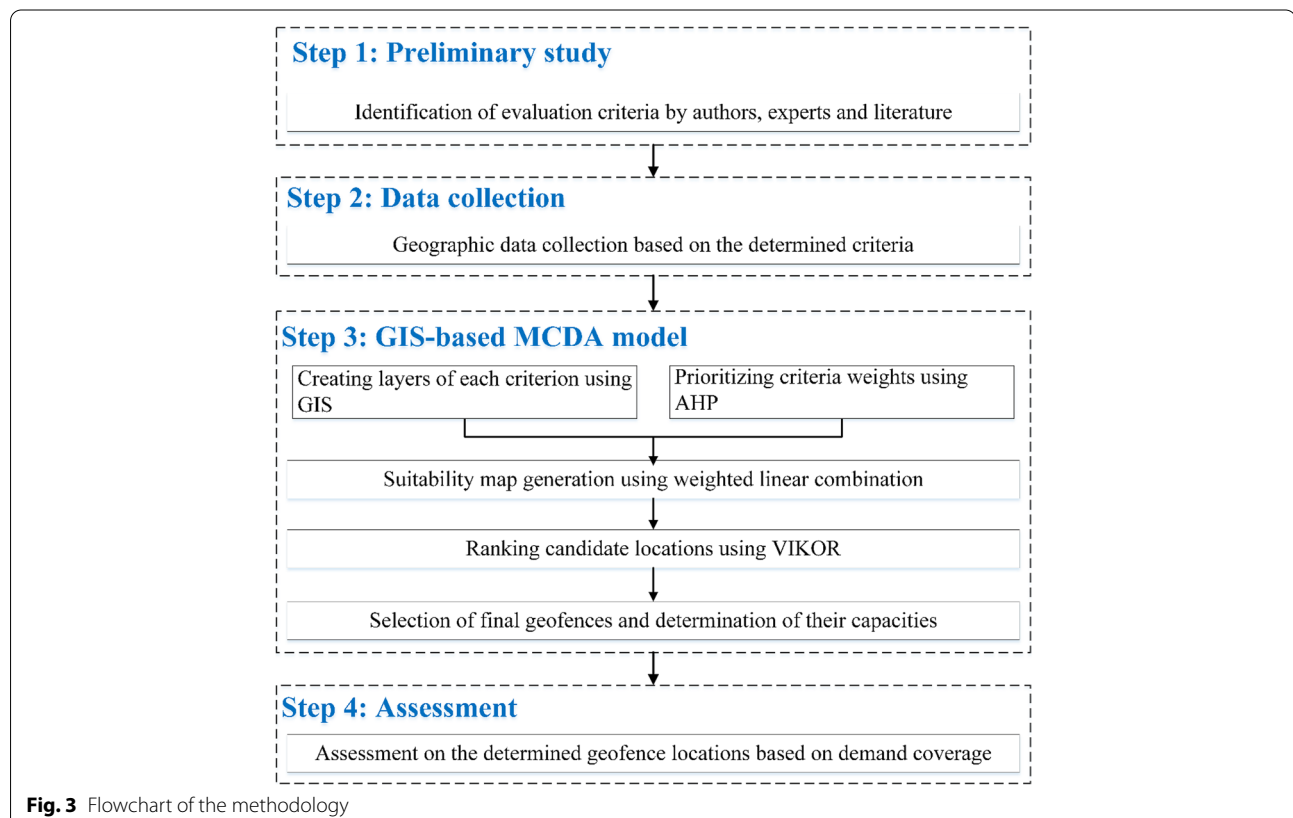 Step 1: Preliminary study
Identification of evaluation criteria by authors, experts and literature
Step 2: Data collection
Geographic data collection based on the determined criteria
Step 3: GIS-based MCDA model
Creating layers of each criterion using
GIS
Prioritizing criteria weights using
AHP
Suitability map generation using weighted linear combination
Ranking candidate locations using VIKOR
Selection of final geofences and determination of their capacities
Step 4: Assessment
Assessment on the determined geofence locations based on demand coverage
Fig. 3 Flowchart of the methodology